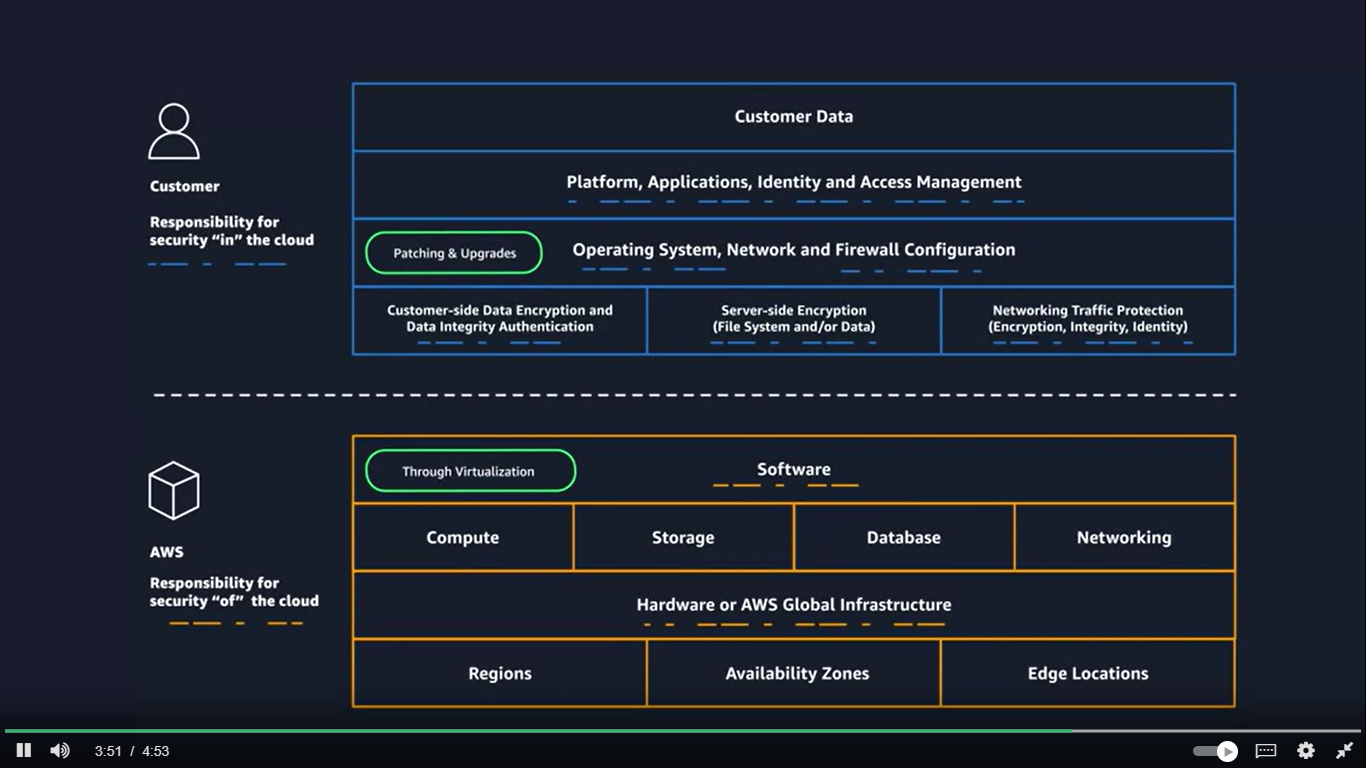 Customer
Responsibility for
security “in” the cloud
Customer Data
Platform, Applications, Identity and Access Management
Patching & Upgrades
Operating System, Network and Firewall Configuration
Customer-side Data Encryption and
Data Integrity Authentication
Server-side Encryption
(File System and/or Data)
Networking Traffic Protection
(Encryption, Integrity, Identity)
AWS
Responsibility for
security “of” the cloud
Through Virtualization
Software
Compute
Storage
Database
Networking
Hardware or AWS Global Infrastructure
Regions
Availability Zones
Edge Locations
3:51 / 4:53